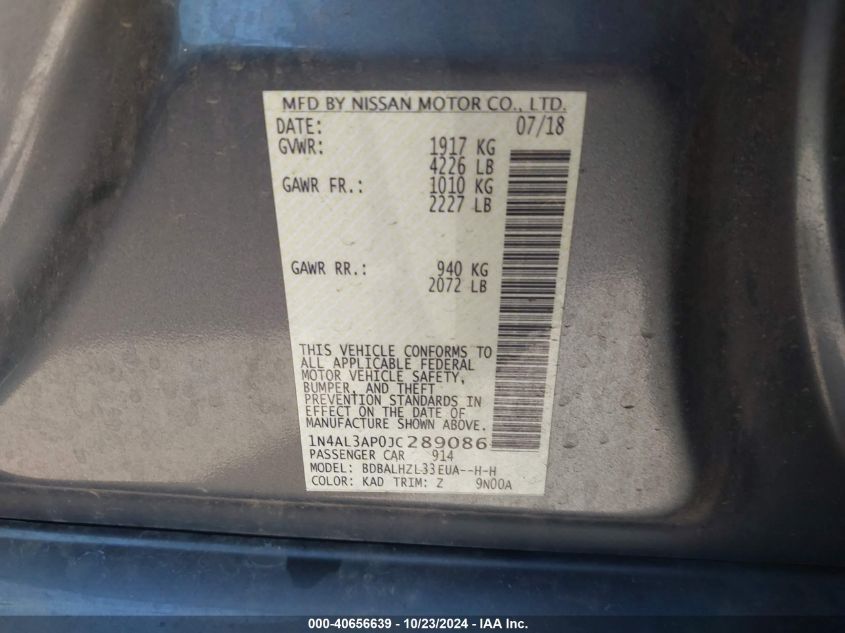 MFD BY NISSAN MOTOR CO., LTD.
DATE: 07/18
GVWR: 1917 KG
4226 LB
GAWR FR.: 1010 KG
2227 LB
GAWR RR.: 940 KG
2072 LB
THIS VEHICLE CONFORMS TO
ALL APPLICABLE FEDERAL
MOTOR VEHICLE SAFETY,
BUMPER, AND THEFT
PREVENTION STANDARDS IN
EFFECT ON THE DATE OF
MANUFACTURE SHOWN ABOVE.
1N4AL3AP0JC289086
PASSENGER CAR 914
MODEL: BDBALHZL33EUA--H-H
COLOR: KAD TRIM: Z 9N00A
000-40656639 - 10/23/2024 - IAA Inc.